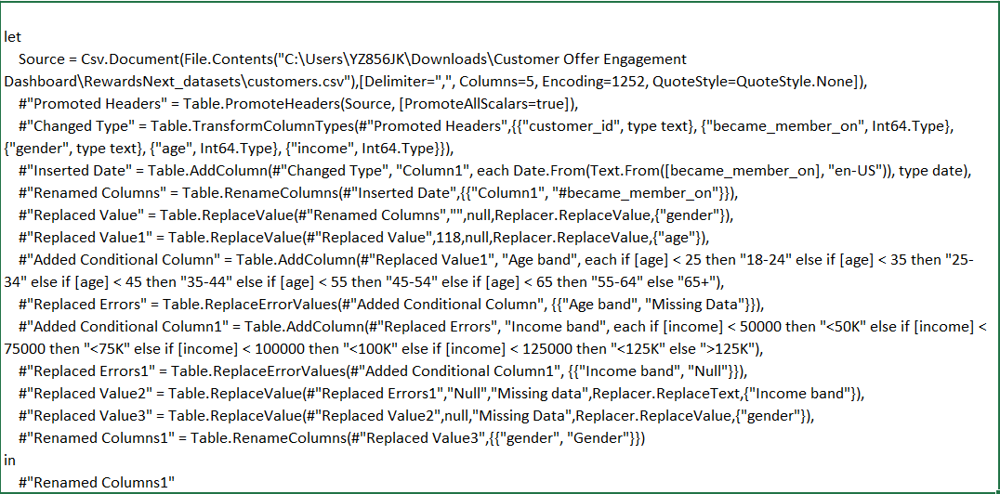 let
    Source = Csv.Document(File.Contents("C:\Users\YZ856JK\Downloads\Customer Offer Engagement
Dashboard\RewardsNext_datasets\customers.csv"),[Delimiter=",", Columns=5, Encoding=1252, QuoteStyle=QuoteStyle.None]),
    #"Promoted Headers" = Table.PromoteHeaders(Source, [PromoteAllScalars=true]),
    #"Changed Type" = Table.TransformColumnTypes(#"Promoted Headers",{{"customer_id", type text}, {"became_member_on", Int64.Type},
{"gender", type text}, {"age", Int64.Type}, {"income", Int64.Type}}),
    #"Inserted Date" = Table.AddColumn(#"Changed Type", "Column1", each Date.From(Text.From([became_member_on], "en-US")), type date),
    #"Renamed Columns" = Table.RenameColumns(#"Inserted Date",{{"Column1", "#became_member_on"}}),
    #"Replaced Value" = Table.ReplaceValue(#"Renamed Columns","",null,Replacer.ReplaceValue,{"gender"}),
    #"Replaced Value1" = Table.ReplaceValue(#"Replaced Value",118,null,Replacer.ReplaceValue,{"age"}),
    #"Added Conditional Column" = Table.AddColumn(#"Replaced Value1", "Age band", each if [age] < 25 then "18-24" else if [age] < 35 then "25-
34" else if [age] < 45 then "35-44" else if [age] < 55 then "45-54" else if [age] < 65 then "55-64" else "65+"),
    #"Replaced Errors" = Table.ReplaceErrorValues(#"Added Conditional Column", {{"Age band", "Missing Data"}}),
    #"Added Conditional Column1" = Table.AddColumn(#"Replaced Errors", "Income band", each if [income] < 50000 then "<50K" else if [income] <
75000 then "<75K" else if [income] < 100000 then "<100K" else if [income] < 125000 then "<125K" else ">125K"),
    #"Replaced Errors1" = Table.ReplaceErrorValues(#"Added Conditional Column1", {{"Income band", "Null"}}),
    #"Replaced Value2" = Table.ReplaceValue(#"Replaced Errors1","Null","Missing data",Replacer.ReplaceText,{"Income band"}),
    #"Replaced Value3" = Table.ReplaceValue(#"Replaced Value2",null,"Missing Data",Replacer.ReplaceValue,{"gender"}),
    #"Renamed Columns1" = Table.RenameColumns(#"Replaced Value3",{{"gender", "Gender"}})
in
    #"Renamed Columns1"